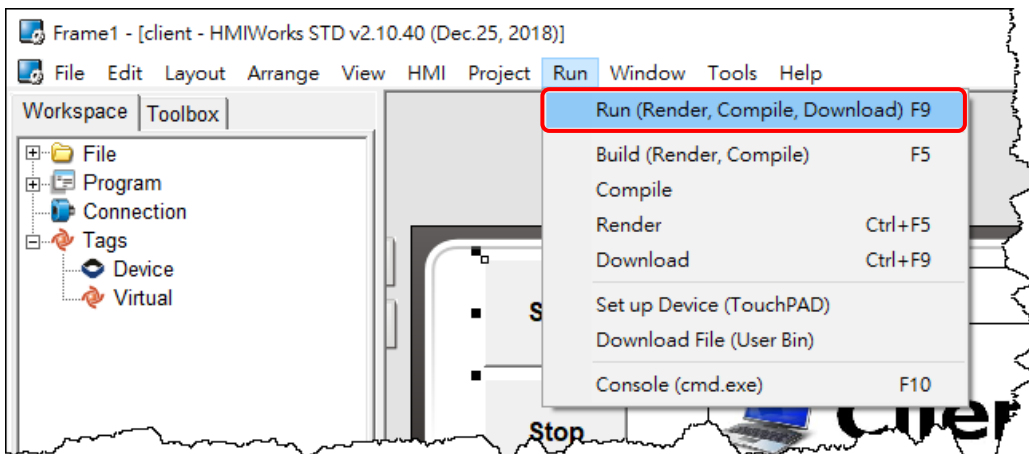 Frame1 - [client - HMIWorks STD v2.10.40 (Dec.25, 2018)]
File Edit Layout Arrange View HMI Project Run Window Tools Help
Workspace Toolbox
File
Program
Connection
Tags
Device
Virtual
Run (Render, Compile, Download) F9
Build (Render, Compile) F5
Compile
Render Ctrl+F5
Download Ctrl+F9
Set up Device (TouchPAD)
Download File (User Bin)
Console (cmd.exe) F10
S
Stop